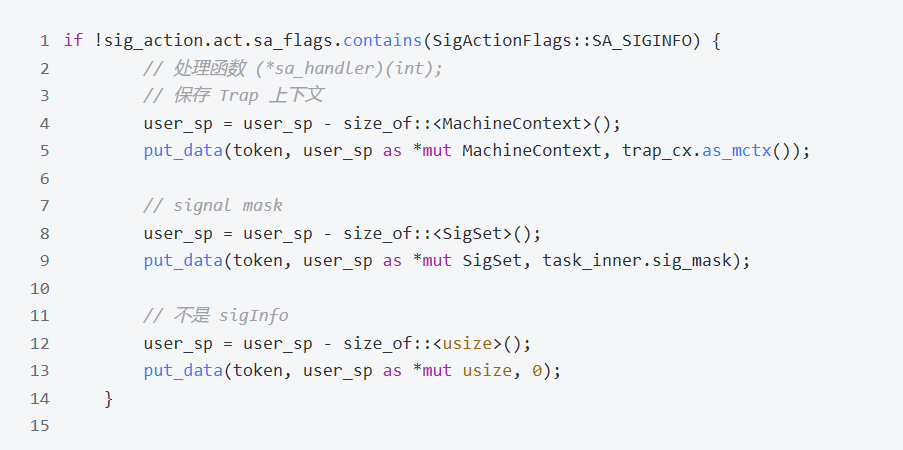 1 if !sig_action.act.sa_flags.contains(SigActionFlags::SA_SIGINFO) {
2 // 处理函数 (*sa_handler)(int);
3 // 保存 Trap 上下文
4 user_sp = user_sp - size_of::<MachineContext>();
5 put_data(token, user_sp as *mut MachineContext, trap_cx.as_mctx());
6
7 // signal mask
8 user_sp = user_sp - size_of::<SigSet>();
9 put_data(token, user_sp as *mut SigSet, task_inner.sig_mask);
10
11 // 不是 sigInfo
12 user_sp = user_sp - size_of::<usize>();
13 put_data(token, user_sp as *mut usize, 0);
14 }
15